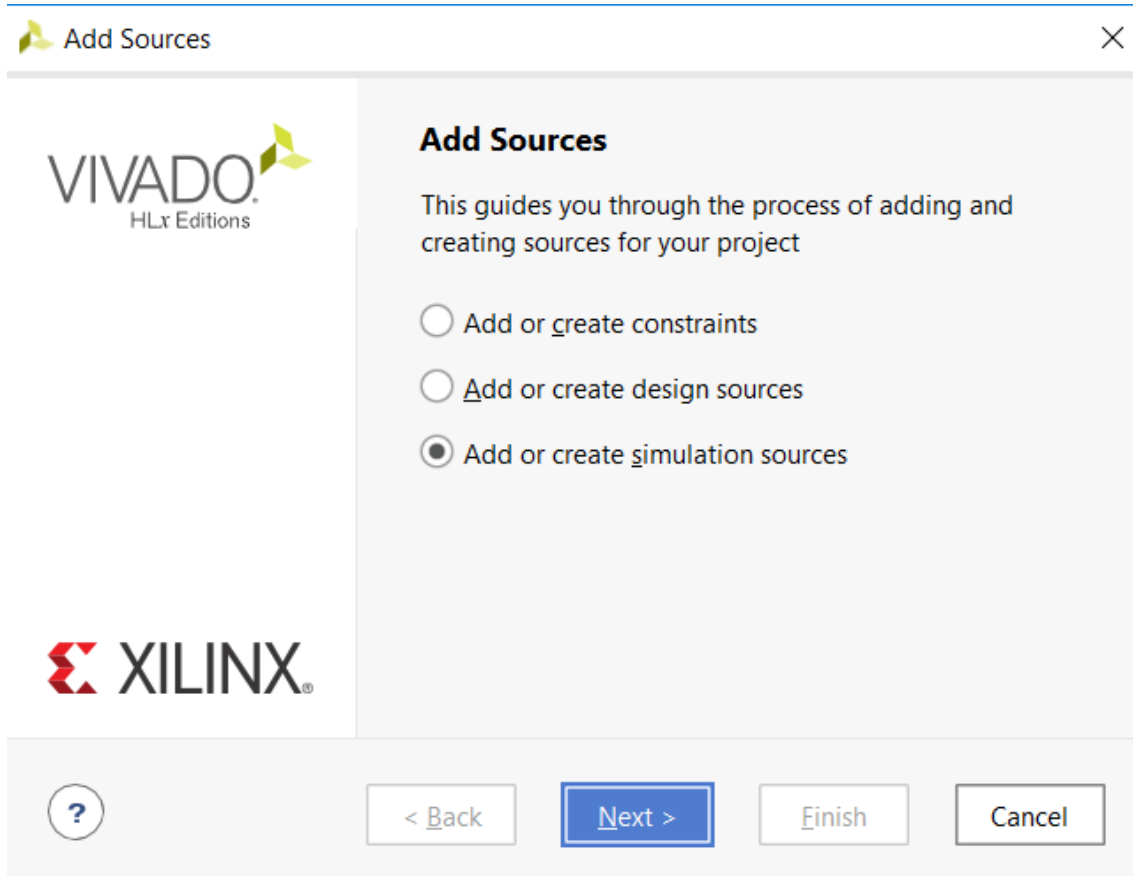 Add Sources
VIVADO.
HLx Editions
Add Sources
This guides you through the process of adding and
creating sources for your project
Add or create constraints
Add or create design sources
Add or create simulation sources
XILINX®
?
< Back
Next >
Finish
Cancel